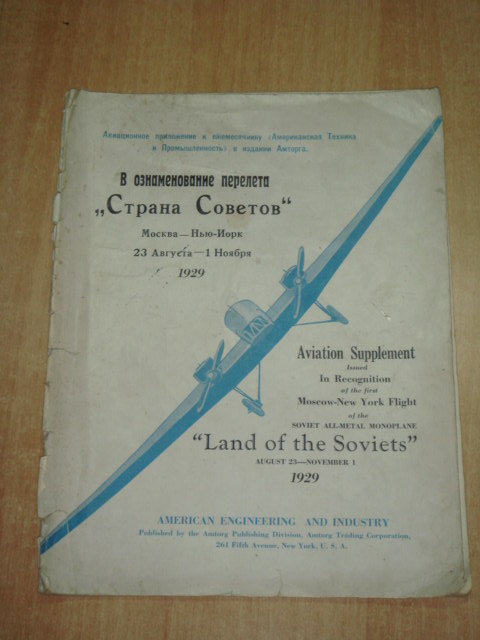 Авиационное приложение к ежемесячнику «Американская Техника
и Промышленность» в издании Амторга.
В ознаменование перелета
„Страна Советов“
Москва—Нью-Иорк
23 Августа—1 Ноября
1929
Aviation Supplement
Issued
In Recognition
of the first
Moscow-New York Flight
of the
SOVIET ALL-METAL MONOPLANE
“Land of the Soviets”
AUGUST 23—NOVEMBER 1
1929
AMERICAN ENGINEERING AND INDUSTRY
Published by the Amtorg Publishing Division, Amtorg Trading Corporation,
261 Fifth Avenue, New York, U. S. A.